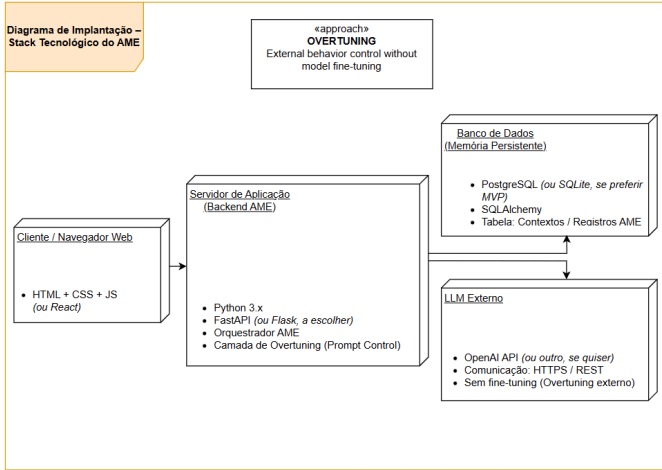 Diagrama de Implantação –
Stack Tecnológico do AME
«approach»
OVERTUNING
External behavior control without
model fine-tuning
Cliente / Navegador Web
HTML + CSS + JS
(ou React)
Servidor de Aplicação
(Backend AME)
Python 3.x
FastAPI (ou Flask, a escolher)
Orquestrador AME
Camada de Overtuning (Prompt Control)
Banco de Dados
(Memória Persistente)
PostgreSQL (ou SQLite, se preferir
MVP)
SQLAlchemy
Tabela: Contextos / Registros AME
LLM Externo
OpenAI API (ou outro, se quiser)
Comunicação: HTTPS / REST
Sem fine-tuning (Overtuning externo)